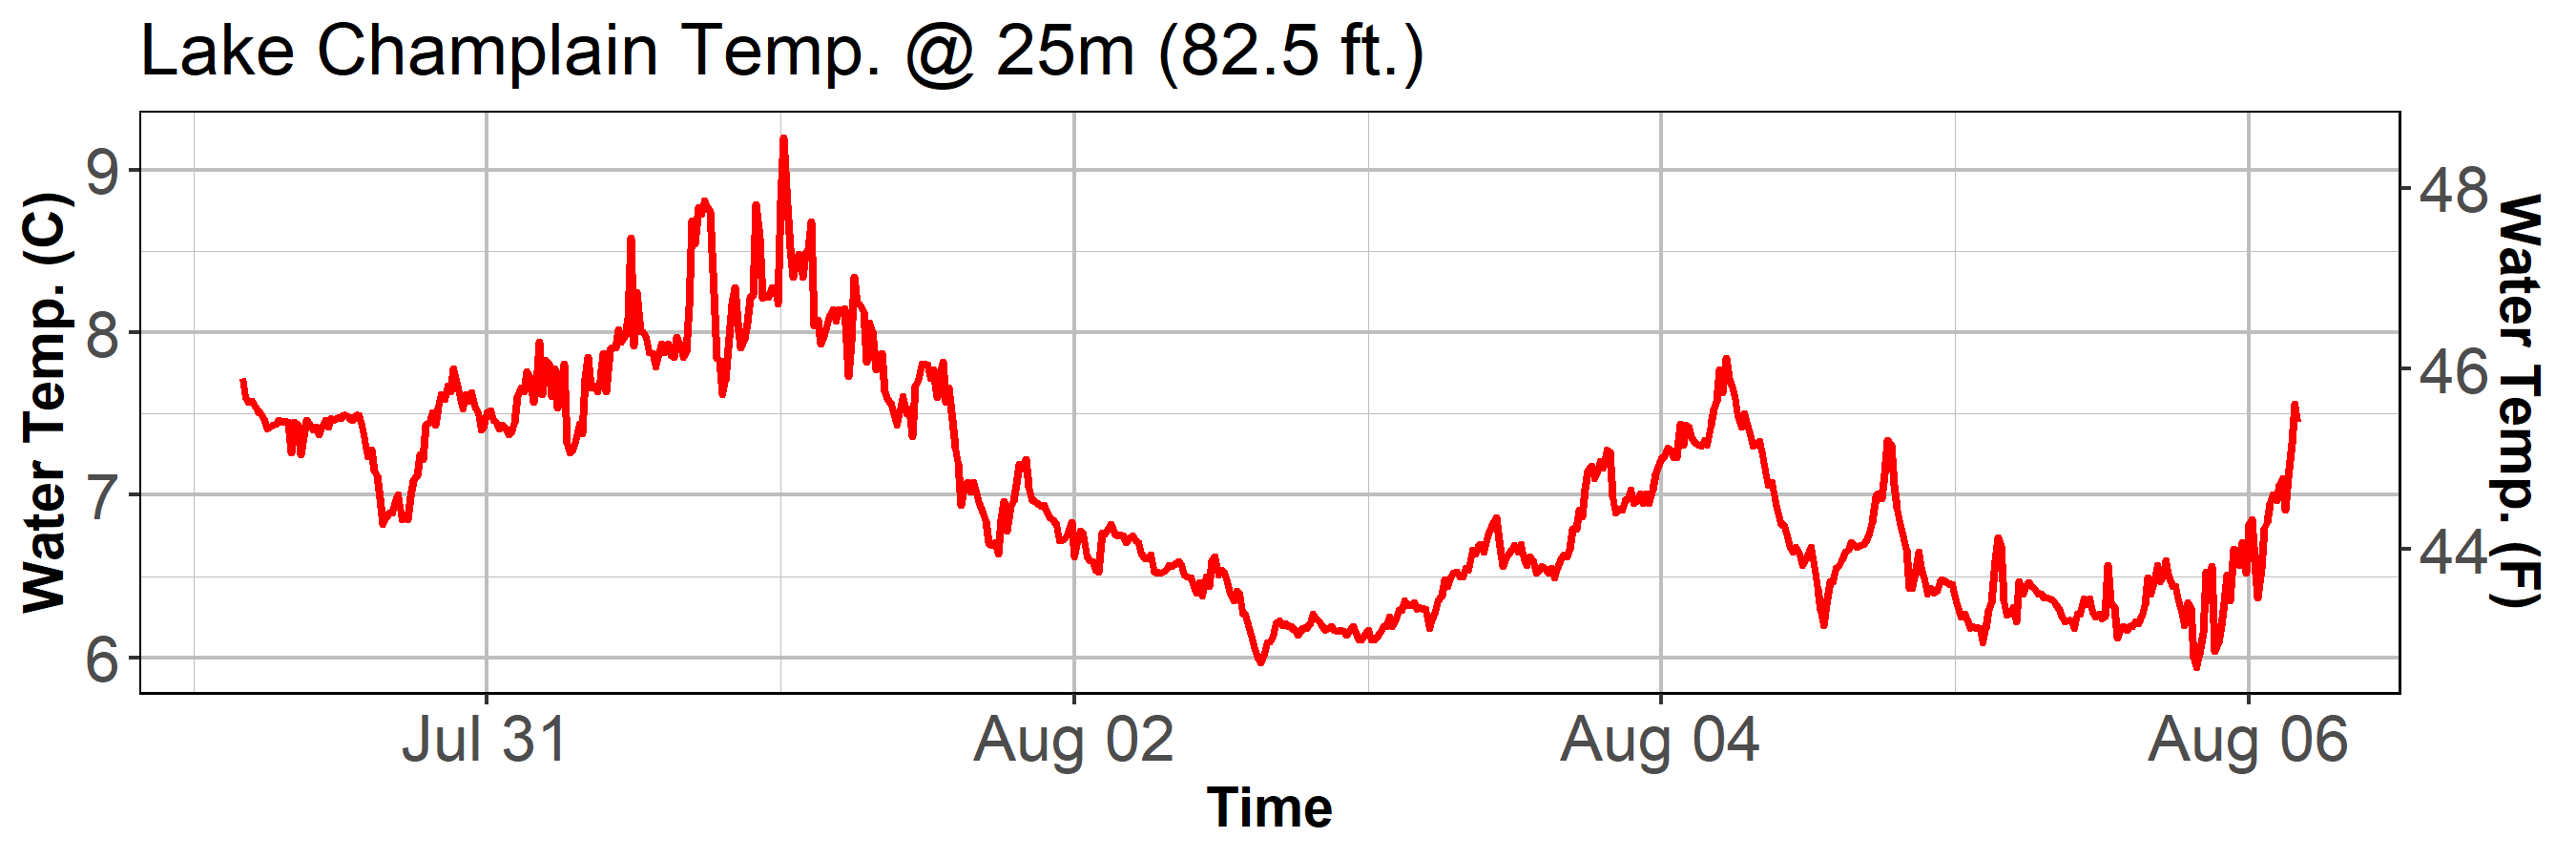 Lake Champlain Temp. @ 25m (82.5 ft.)
Water Temp. (C)
9
8
7
6
48
46
44
Water Temp. (F)
Jul 31
Aug 02
Aug 04
Aug 06
Time